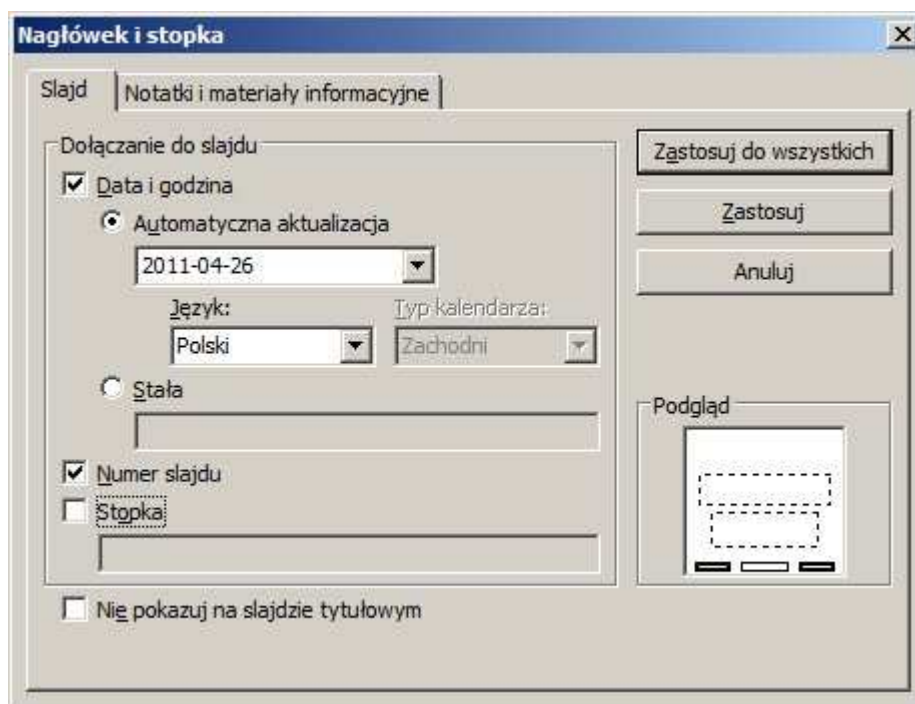 Nagłówek i stopka
Slajd
Notatki i materiały informacyjne
Dołączanie do slajdu
Data i godzina
Automatyczna aktualizacja
2011-04-26
Język:
Typ kalendarza:
Polski
Zachodni
Stała
Numer slajdu
Stopka
Nie pokazuj na slajdzie tytułowym
Zastosuj do wszystkich
Zastosuj
Anuluj
Podgląd